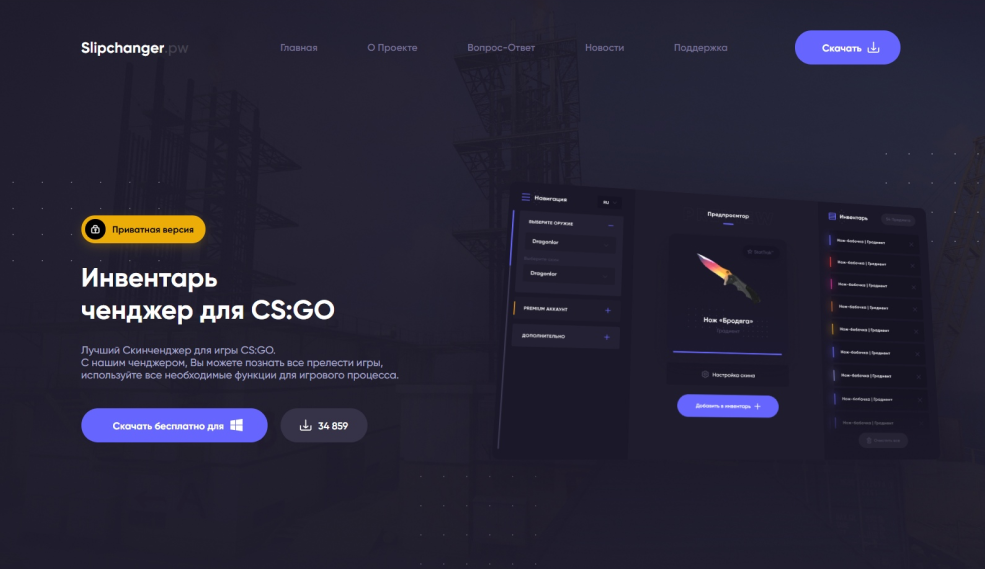 Slipchanger.pw
Главная
О Проекте
Вопрос-Ответ
Новости
Поддержка
Скачать
Приватная версия
Инвентарь
ченджер для CS:GO
Лучший Скинченджер для игры CS:GO.
С нашим ченджером, Вы можете познать все прелести игры,
используйте все необходимые функции для игрового процесса.
Скачать бесплатно для
34 859
Навигация
RU
ВЫБЕРИТЕ ОРУЖИЕ
Dragonlor
Dragonlor
PREMIUM АККАУНТ
ДОПОЛНИТЕЛЬНО
Предпросмотр
Нож «Бродяга»
Градиент
Настройка скина
Добавить в инвентарь
Инвентарь
Нож-бабочка | Градиент
Нож-бабочка | Градиент
Нож-бабочка | Градиент
Нож-бабочка | Градиент
Нож-бабочка | Градиент
Нож-бабочка | Градиент
Нож-бабочка | Градиент
Нож-бабочка | Градиент
Нож-бабочка | Градиент